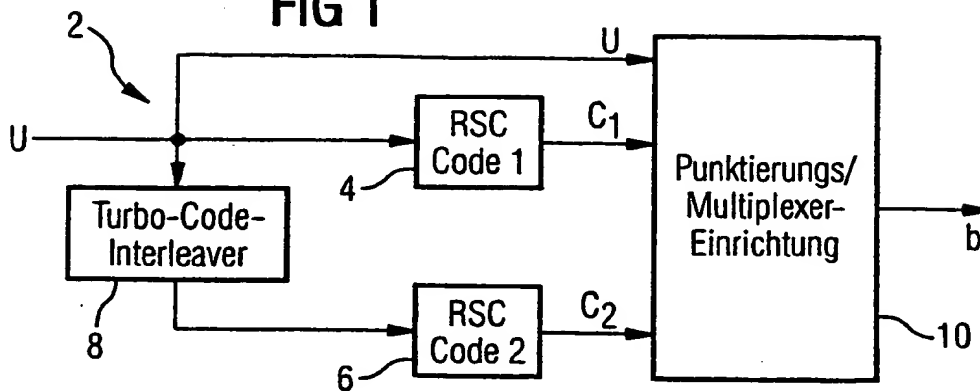 FIG 1
2
U
U
RSC
Code 1
C1
4
Punktierungs/
Multiplexer-
Einrichtung
b
Turbo-Code-
Interleaver
8
RSC
Code 2
C2
6
10